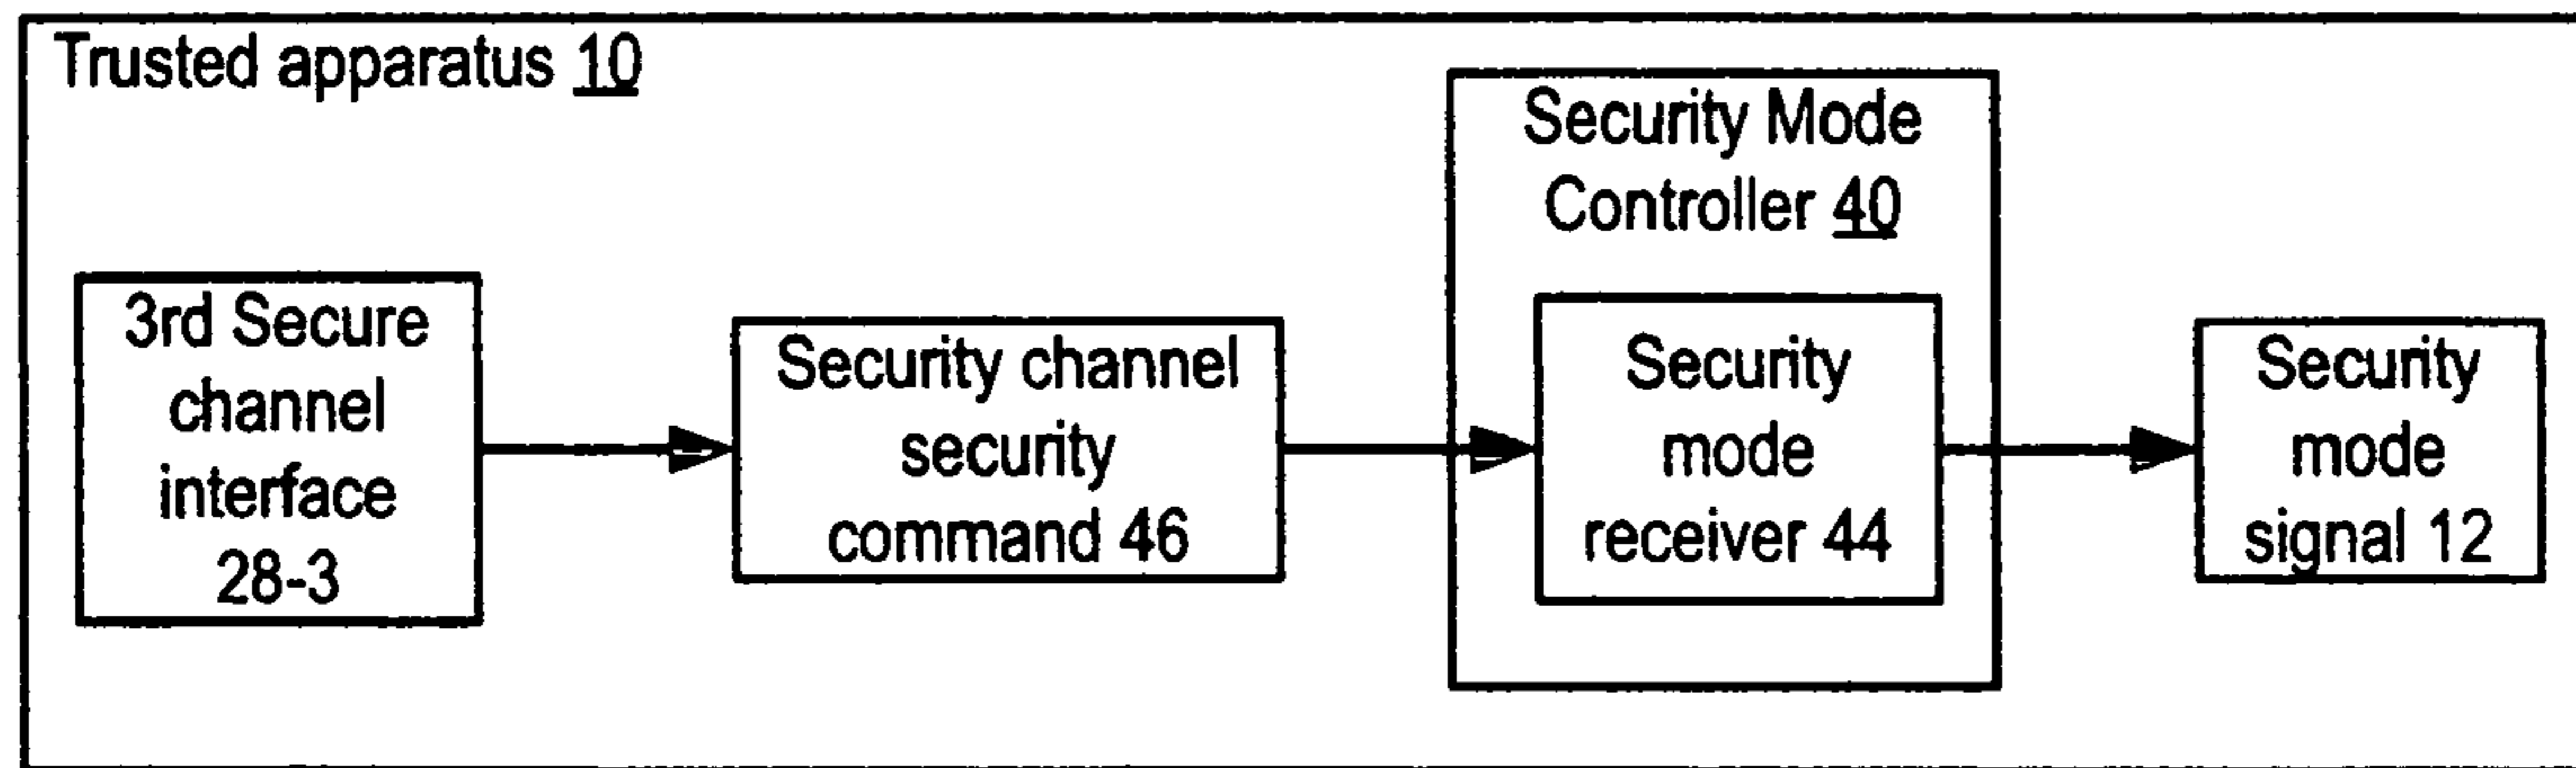 Trusted apparatus 10
3rd Secure
channel
interface
28-3
Security channel
security
command 46
Security Mode
Controller 40
Security
mode
receiver 44
Security
mode
signal 12